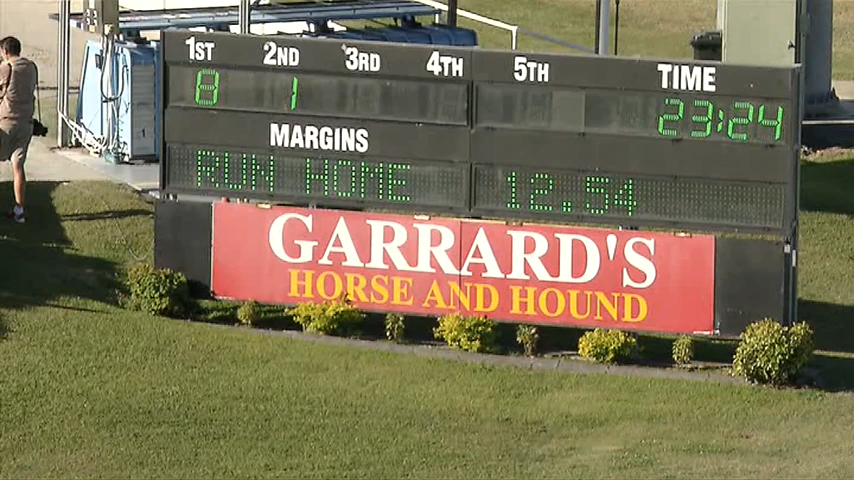 1ST 2ND 3RD 4TH 5TH TIME
8 1 23:24
MARGINS
RUN HOME 12.54
GARRARD'S
HORSE AND HOUND